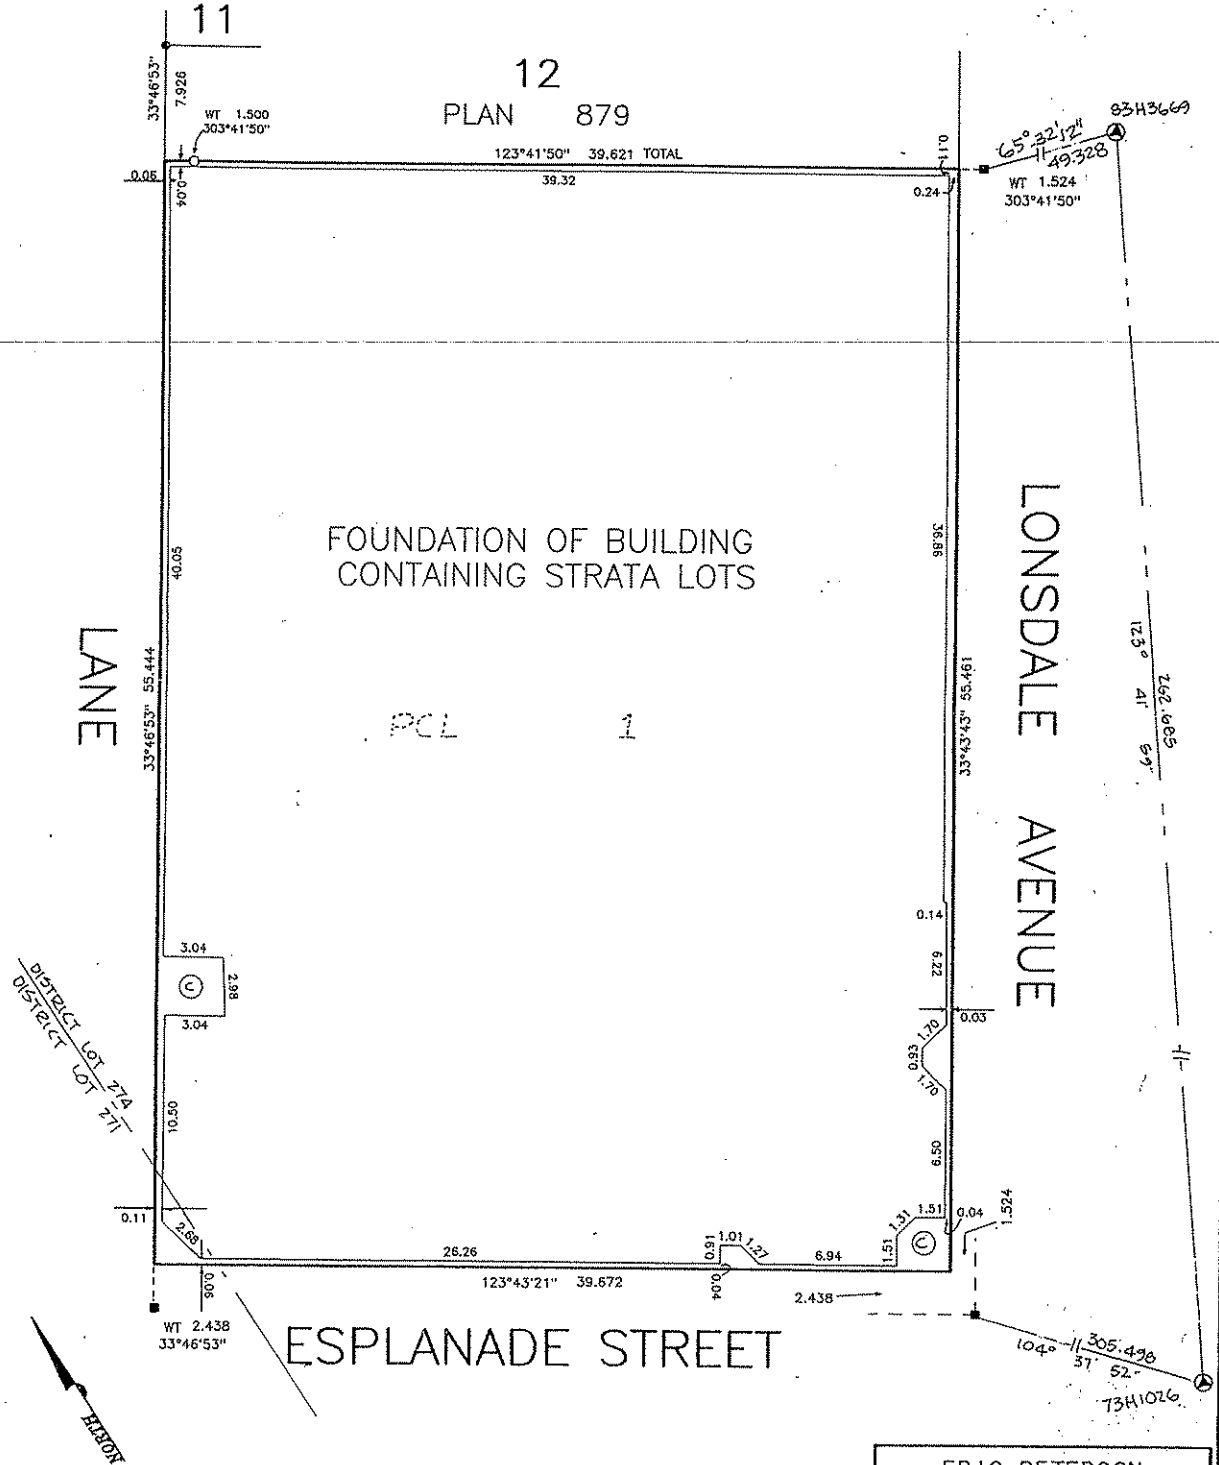 11
12
PLAN 879
33°46'53"
7.926
WT 1.500
303°41'50"
123°41'50" 39.621 TOTAL
39.32
0.06
0.04
0.11
0.24
65° 32'12"
49.328
83H3669
WT 1.524
303°41'50"
FOUNDATION OF BUILDING
CONTAINING STRATA LOTS
PCL 1
LANE
40.05
33°46'53" 55.444
36.86
33°43'43" 55.461
LONSDALE AVENUE
262.685
123° 41' 59"
3.04
2.98
U
3.04
0.14
6.22
0.03
1.70
0.93
1.70
DISTRICT LOT 274
DISTRICT LOT 271
10.50
6.50
0.11
2.68
0.06
26.26
0.91
1.01
1.27
6.94
1.51
1.31
1.51
U
0.04
1.524
123°43'21" 39.672
0.04
2.438
WT 2.438
33°46'53"
ESPLANADE STREET
305.498
104° 37' 52"
73H1026
NORTH